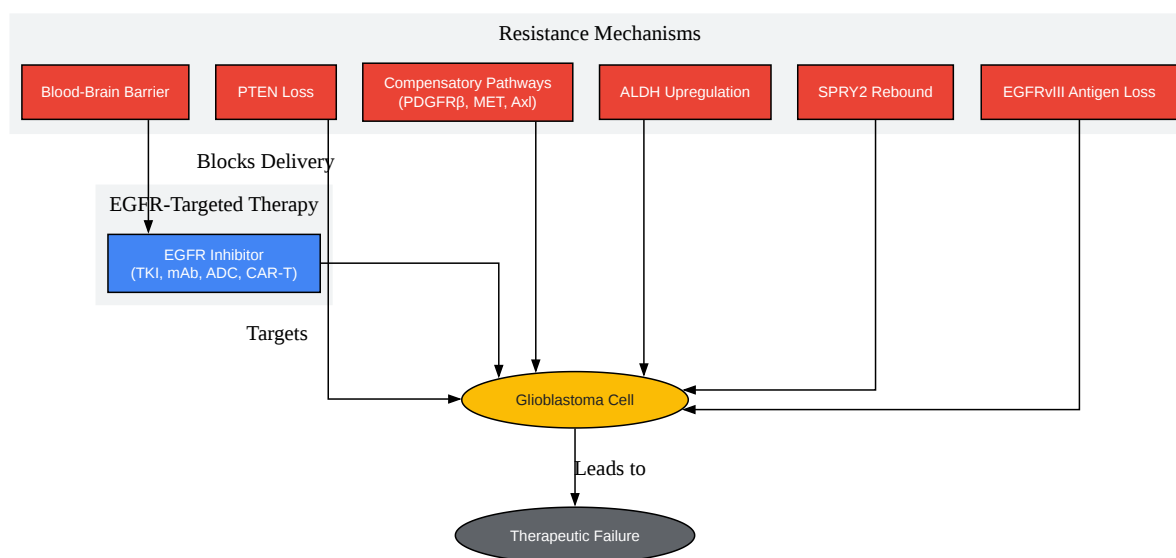 Resistance Mechanisms
Blood-Brain Barrier
PTEN Loss
Compensatory Pathways
(PDGFRβ, MET, Axl)
ALDH Upregulation
SPRY2 Rebound
EGFRvIII Antigen Loss
Blocks Delivery
EGFR-Targeted Therapy
EGFR Inhibitor
(TKI, mAb, ADC, CAR-T)
Targets
Glioblastoma Cell
Leads to
Therapeutic Failure